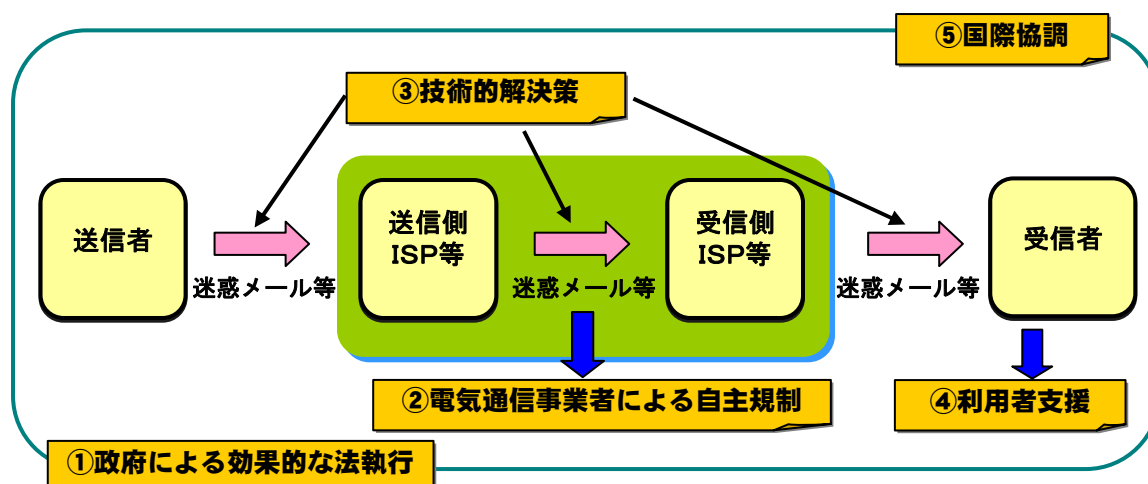 ⑤国際協調
③技術的解決策
送信者
迷惑メール等
送信側
ISP等
迷惑メール等
受信側
ISP等
迷惑メール等
受信者
②電気通信事業者による自主規制
④利用者支援
①政府による効果的な法執行